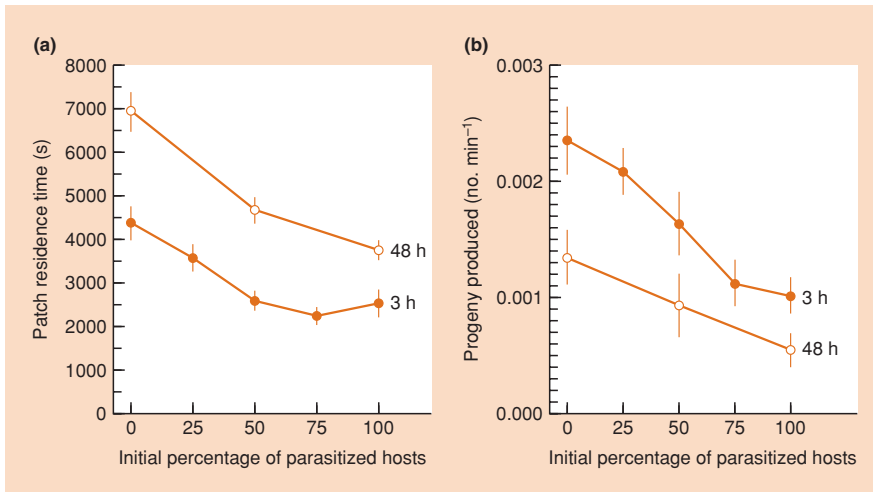 (a)
8000
7000
6000
5000
4000
3000
2000
1000
0
Patch residence time (s)
48 h
3 h
0 25 50 75 100
Initial percentage of parasitized hosts
(b)
0.003
0.002
0.001
0.000
Progeny produced (no. min⁻¹)
3 h
48 h
0 25 50 75 100
Initial percentage of parasitized hosts